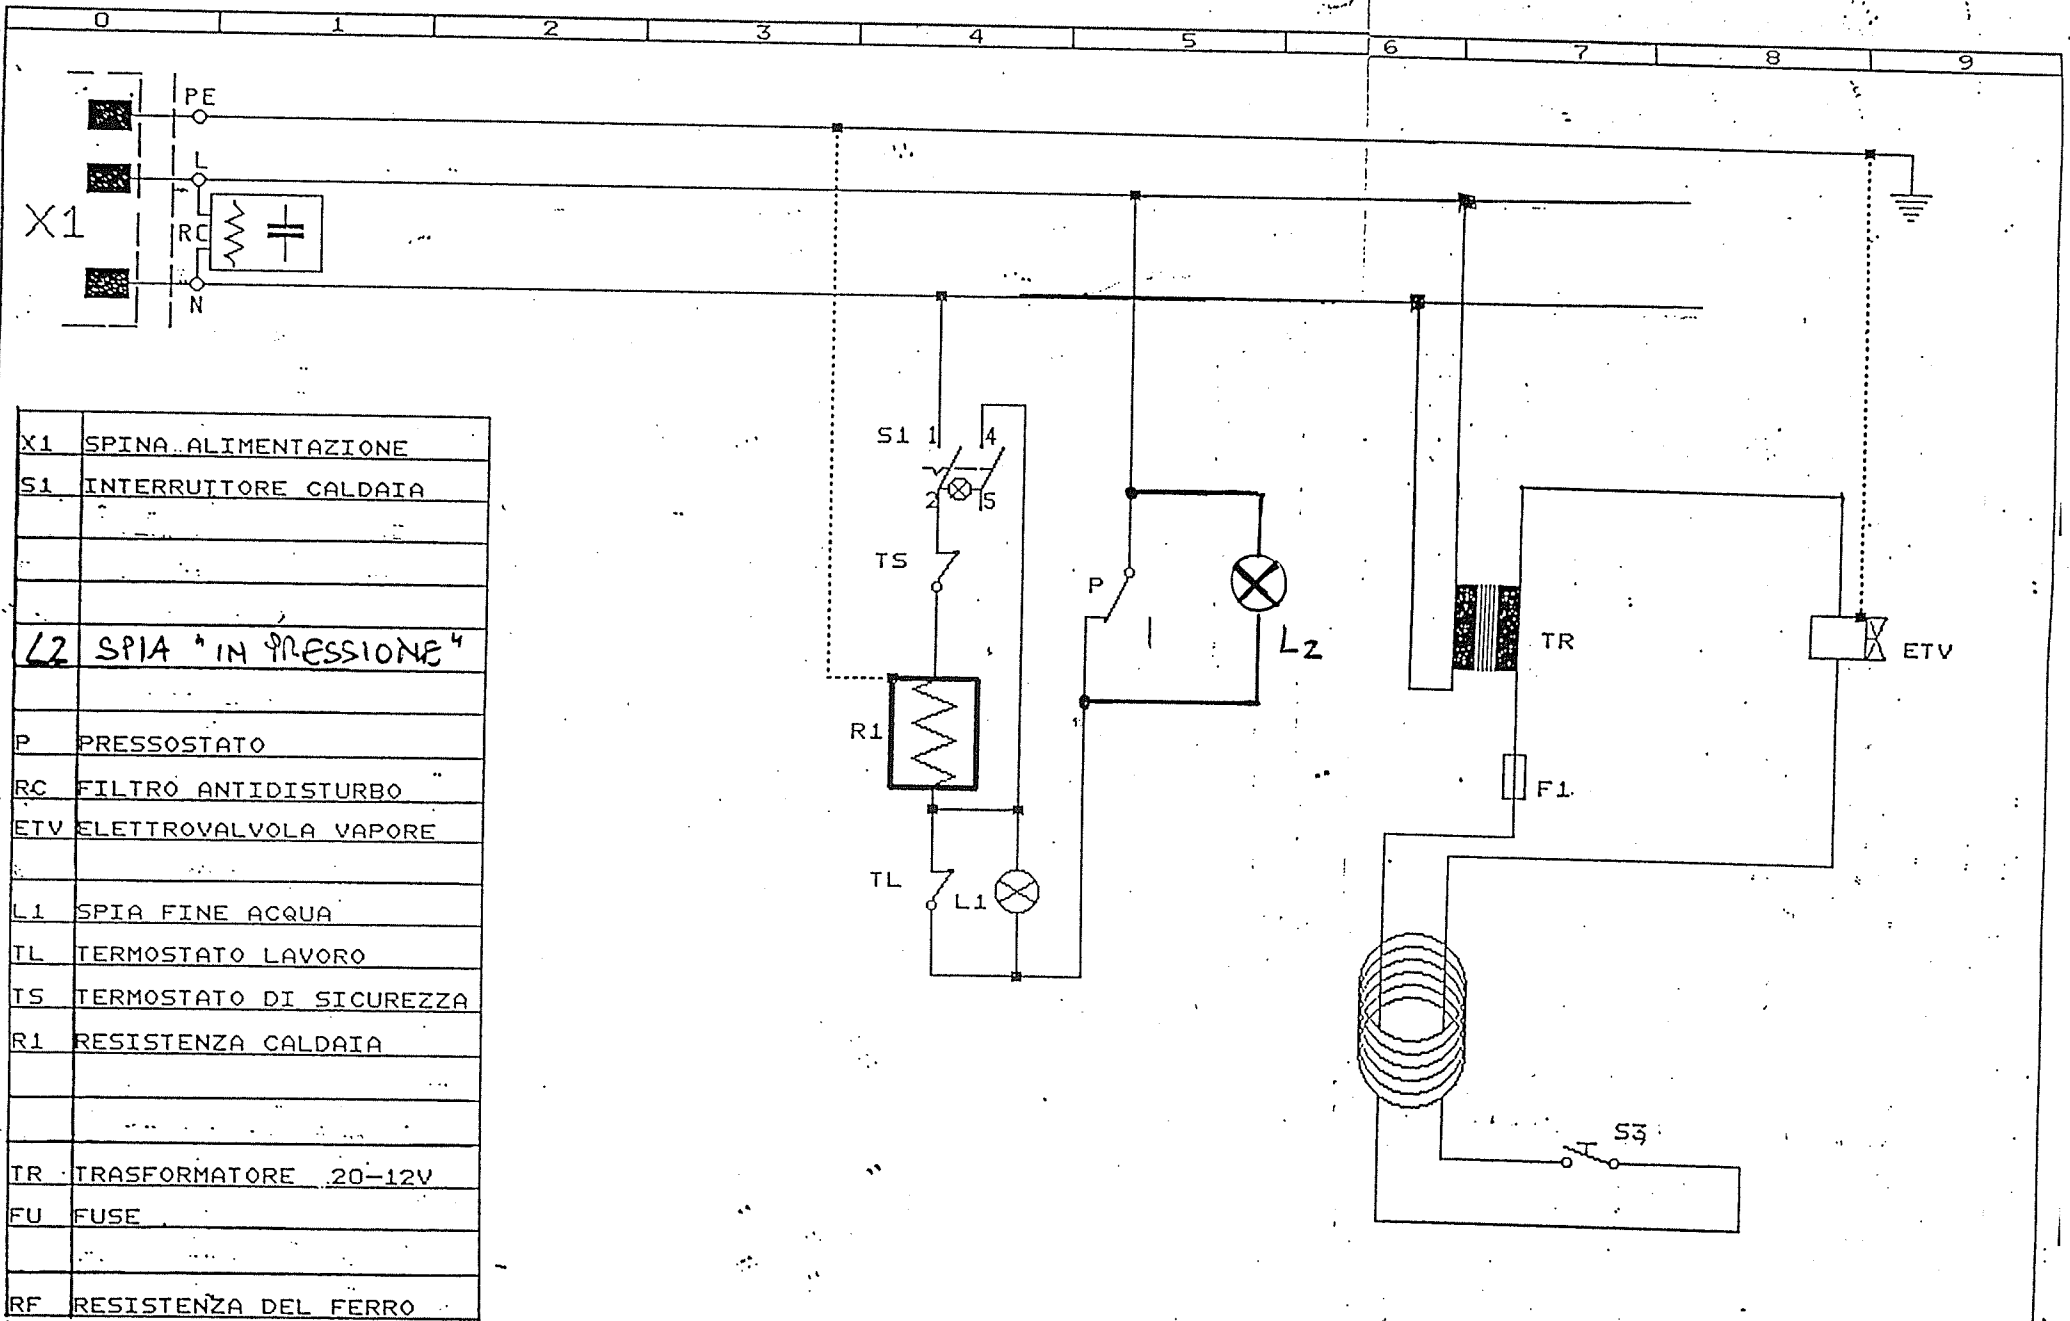 0 1 2 3 4 5 6 7 8 9
PE
L
X1
RC
N
X1 SPINA ALIMENTAZIONE
S1 INTERRUTTORE CALDAIA
L2 SPIA "IN PRESSIONE"
P PRESSOSTATO
RC FILTRO ANTIDISTURBO
ETV ELETTROVALVOLA VAPORE
L1 SPIA FINE ACQUA
TL TERMOSTATO LAVORO
TS TERMOSTATO DI SICUREZZA
R1 RESISTENZA CALDAIA
TR TRASFORMATORE 20-12V
FU FUSE
RF RESISTENZA DEL FERRO
S1 1 4
2 5
TS
P
L2
TR
ETV
R1
F1
TL L1
S3